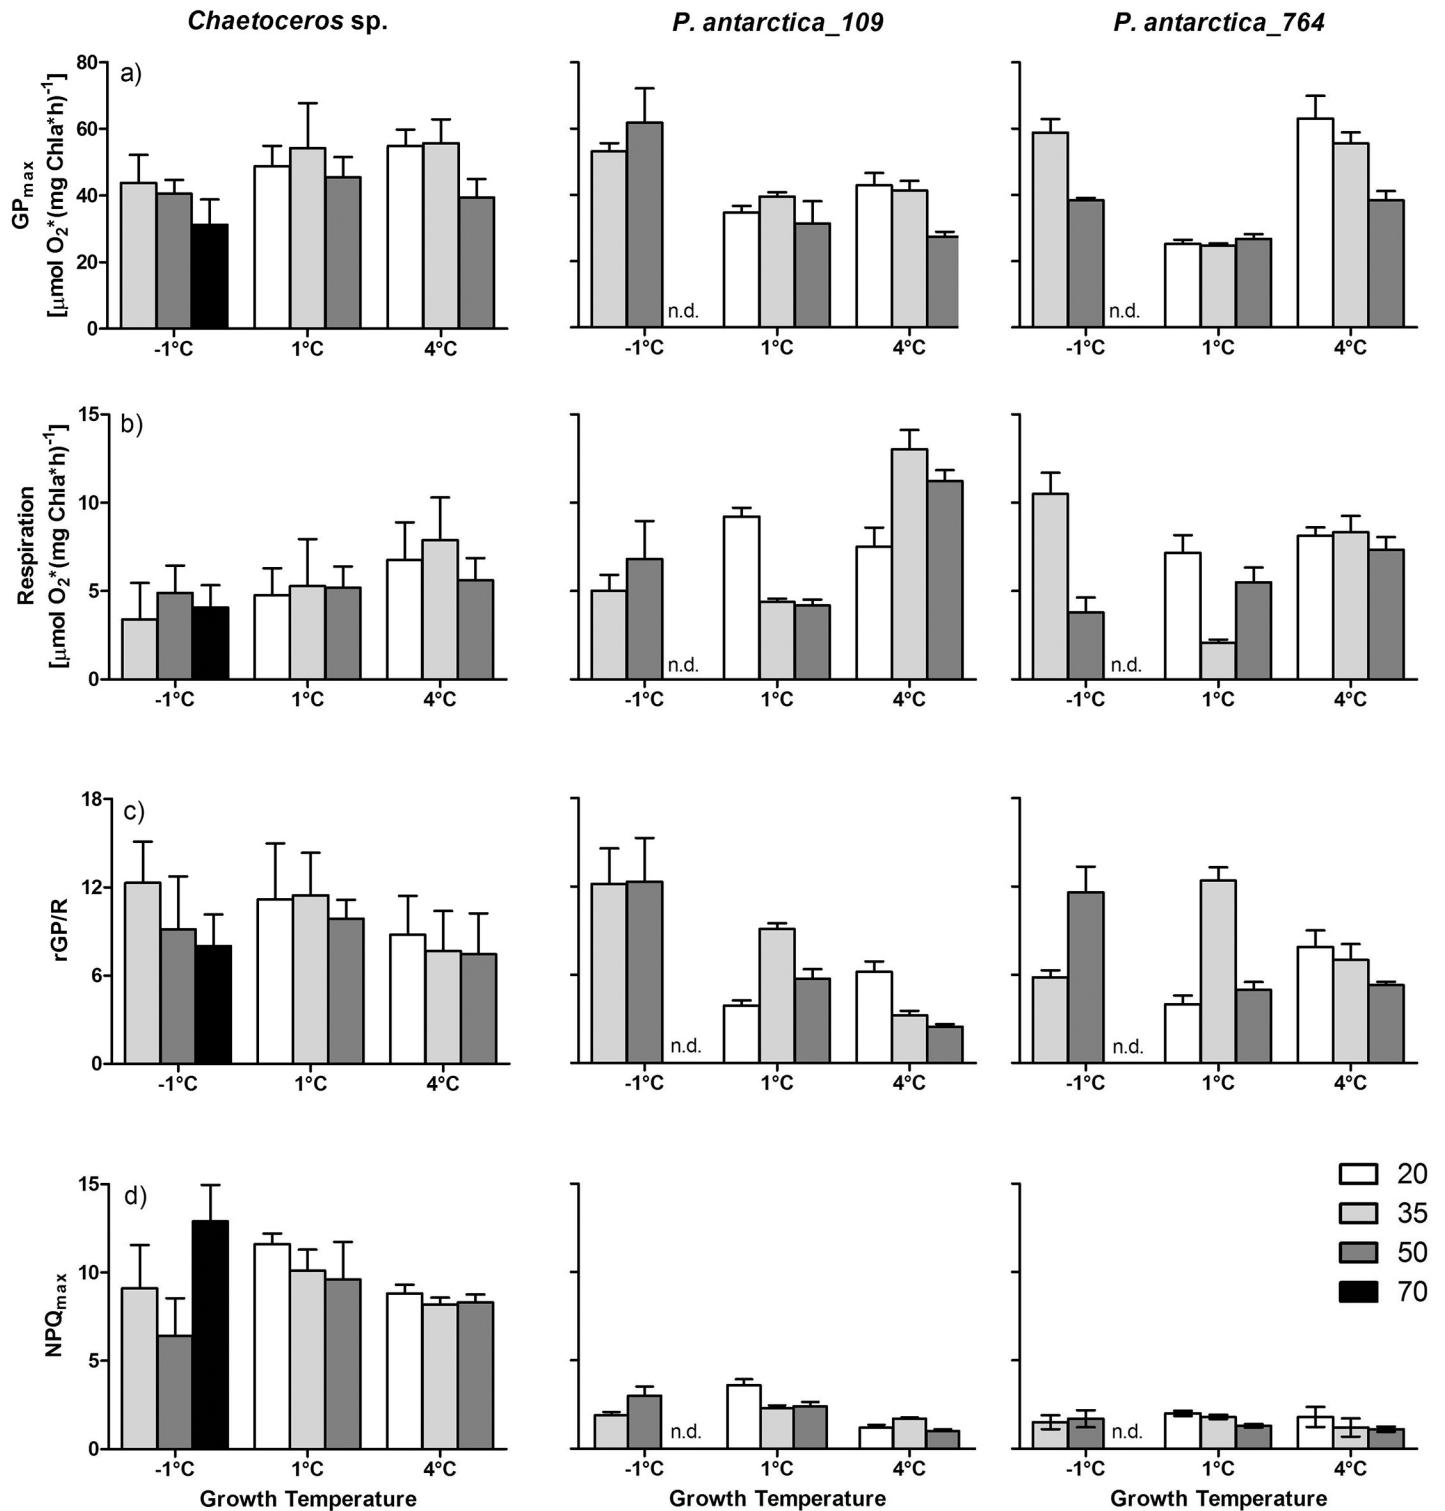 Chaetoceros sp. P. antarctica_109 P. antarctica_764
a)
GPmax
[µmol O2*(mg Chla*h)-1]
80
60
40
20
0
n.d. n.d.
-1°C 1°C 4°C -1°C 1°C 4°C -1°C 1°C 4°C
b)
Respiration
[µmol O2*(mg Chla*h)-1]
15
10
5
0
n.d. n.d.
-1°C 1°C 4°C -1°C 1°C 4°C -1°C 1°C 4°C
c)
rGP/R
18
12
6
0
n.d. n.d.
-1°C 1°C 4°C -1°C 1°C 4°C -1°C 1°C 4°C
d)
NPQmax
15
10
5
0
20
35
50
70
n.d. n.d.
-1°C 1°C 4°C -1°C 1°C 4°C -1°C 1°C 4°C
Growth Temperature Growth Temperature Growth Temperature